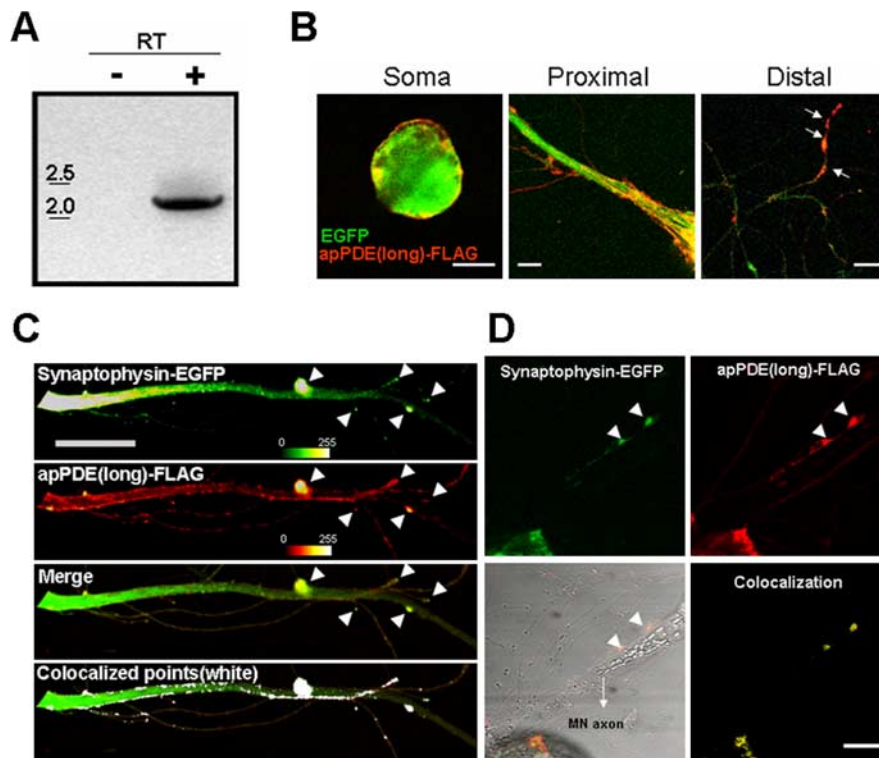 A
RT
- +
2.5
2.0
B
Soma Proximal Distal
EGFP
apPDE(long)-FLAG
C
Synaptophysin-EGFP
0 255
apPDE(long)-FLAG
0 255
Merge
Colocalized points(white)
D
Synaptophysin-EGFP
apPDE(long)-FLAG
MN axon
Colocalization